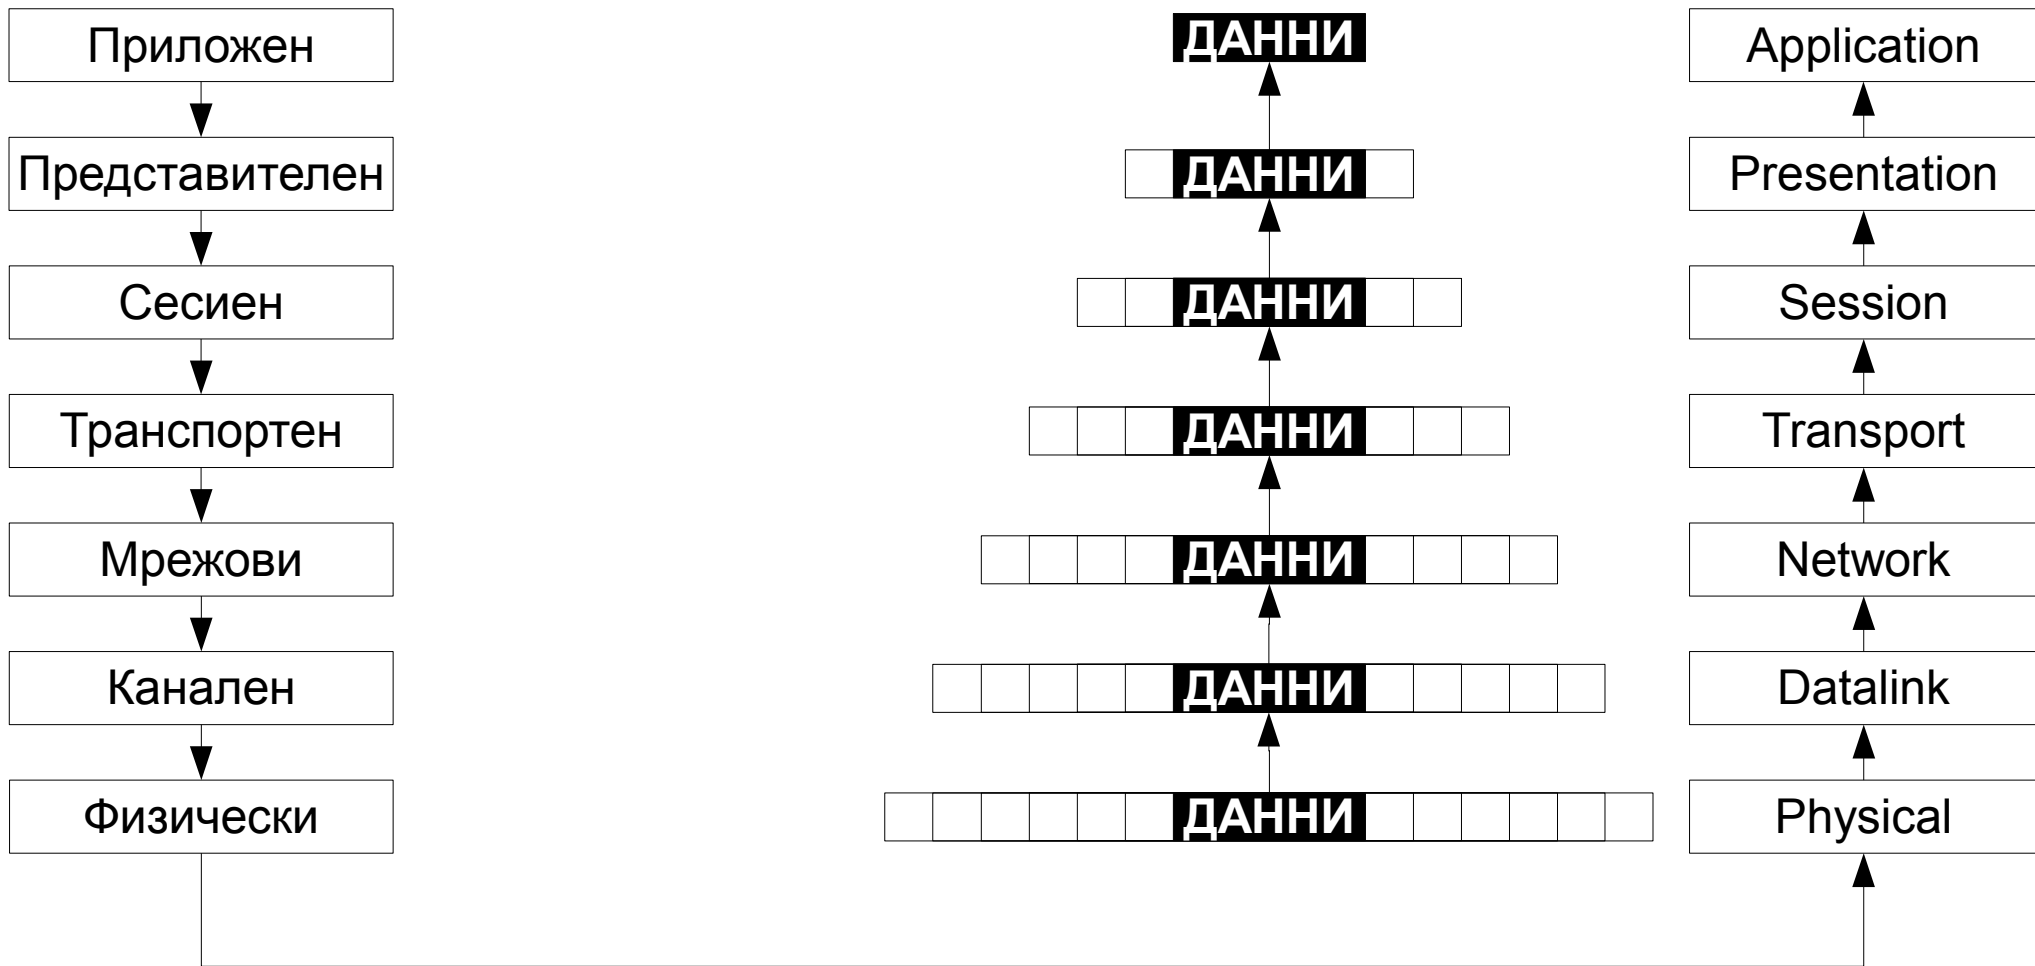 Приложен
ДАННИ
Application
Представителен
ДАННИ
Presentation
Сесиен
ДАННИ
Session
Транспортен
ДАННИ
Transport
Мрежови
ДАННИ
Network
Канален
ДАННИ
Datalink
Физически
ДАННИ
Physical